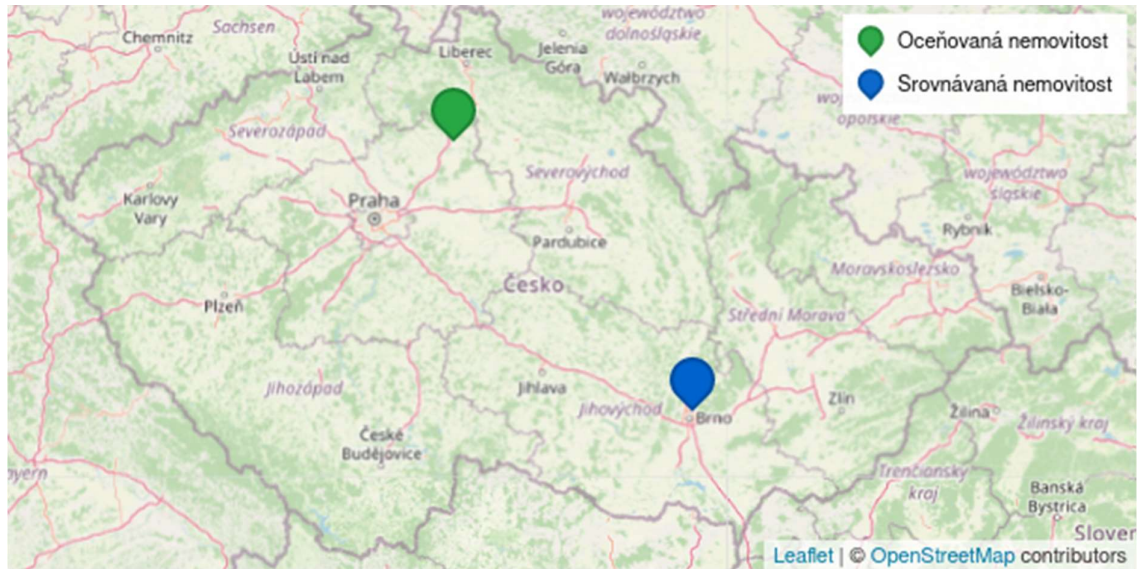 Chemnitz
Sachsen
Ústí nad
Labem
Liberec
Jelenia
Góra
województwo
dolnośląskie
Wałbrzych
Oceňovaná nemovitost
Srovnávaná nemovitost
opolskie
Severozápad
Karlovy
Vary
Praha
Severovýchod
Pardubice
województwo
śląskie
Rybnik
Česko
Moravskoslezsko
Bielsko-
Biała
Plzeň
Střední Morava
Jihozápad
Jihlava
Jihovýchod
Brno
Zlín
Žilina
Žilinský kraj
České
Budějovice
Trenčiansky
kraj
Banská
Bystrica
Leaflet | © OpenStreetMap contributors